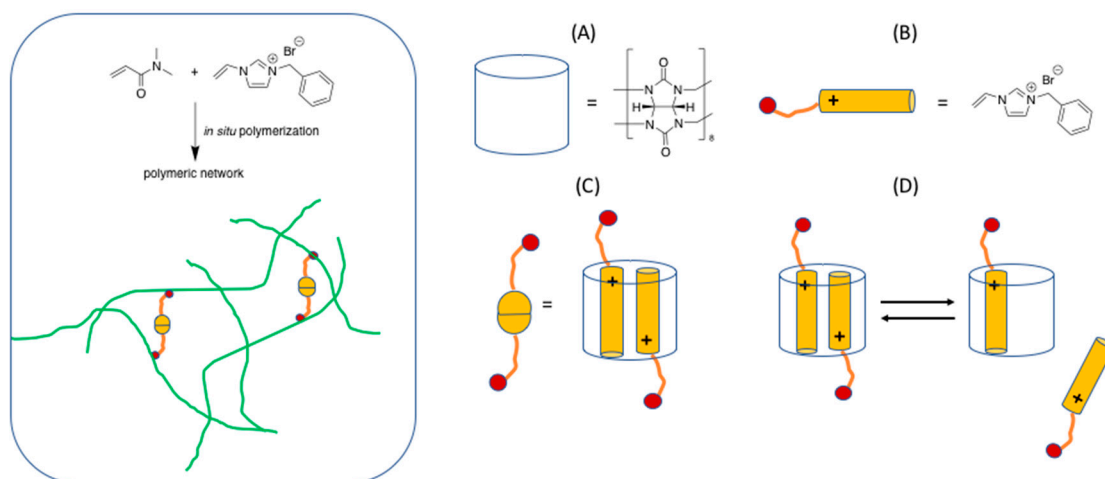 N
O
+
N
⊕
N
Br⊖
in situ polymerization
polymeric network
(A)
=
O
N
N
H
H
N
N
O
8
(B)
+
=
N
⊕
N
Br⊖
(C)
=
+
+
(D)
+
+
+
+